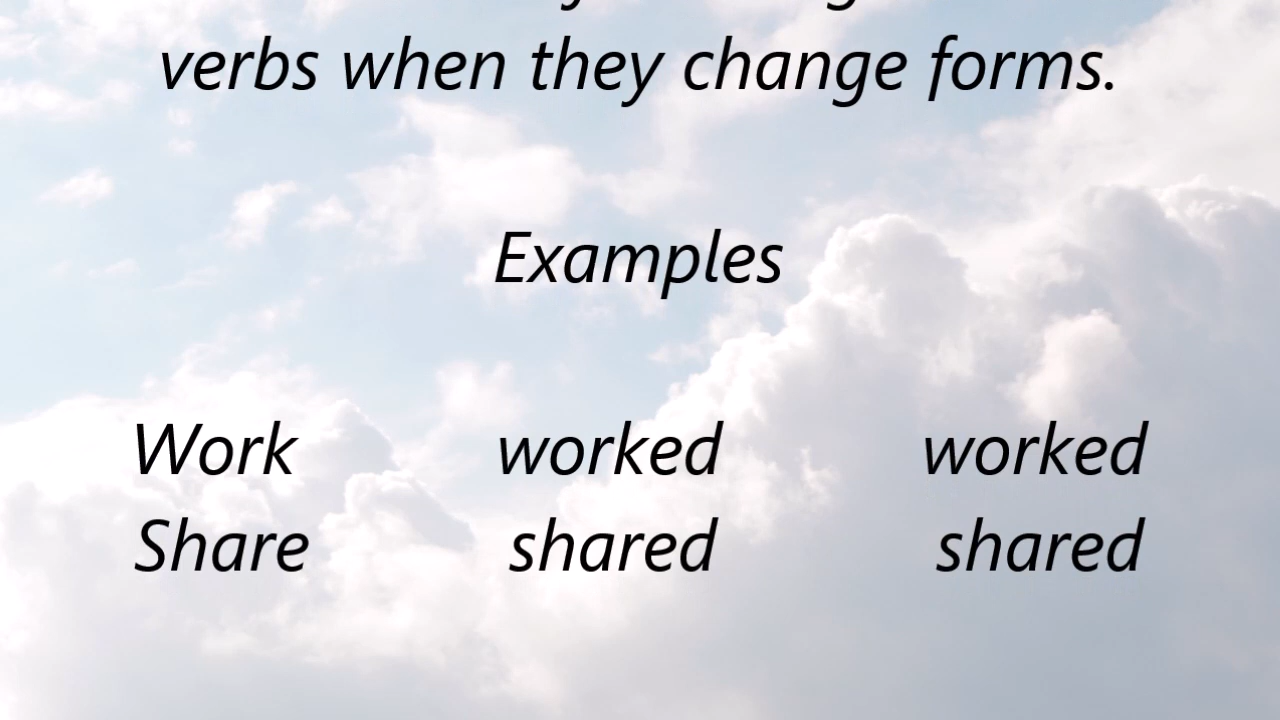 verbs when they change forms.
Examples
Work worked worked
Share shared shared